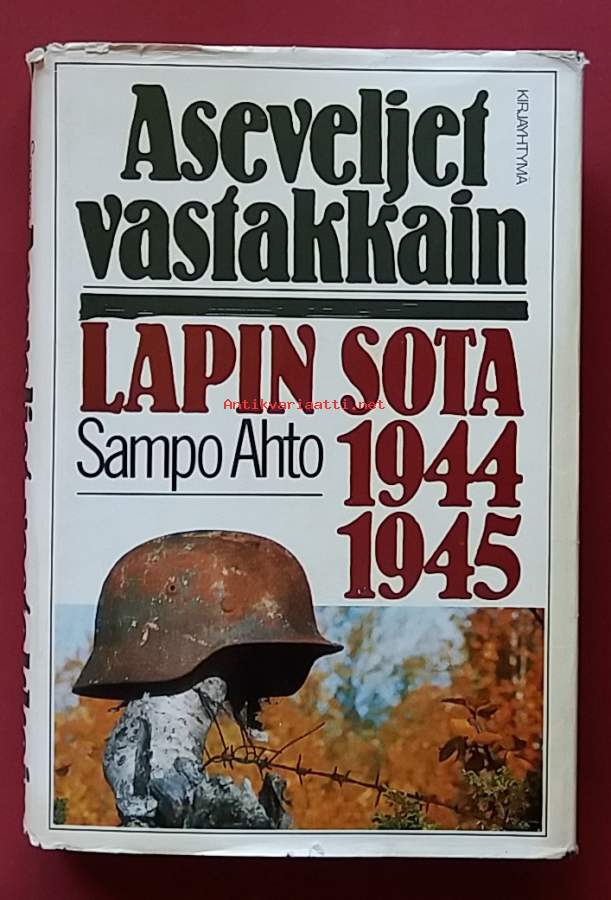 Aseveljet
vastakkain
KIRJAYHTYMÄ
LAPIN SOTA
Antikvariaatti.net
Sampo Ahto
1944
1945